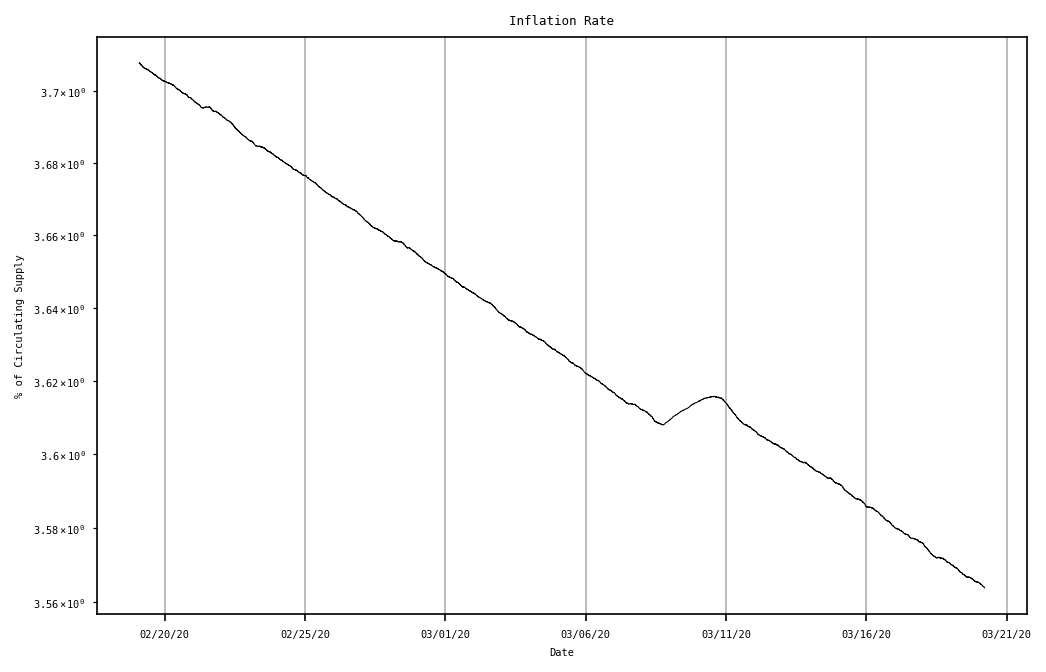 Inflation Rate
% of Circulating Supply
3.7×10⁰
3.68×10⁰
3.66×10⁰
3.64×10⁰
3.62×10⁰
3.6×10⁰
3.58×10⁰
3.56×10⁰
02/20/20 02/25/20 03/01/20 03/06/20 03/11/20 03/16/20 03/21/20
Date